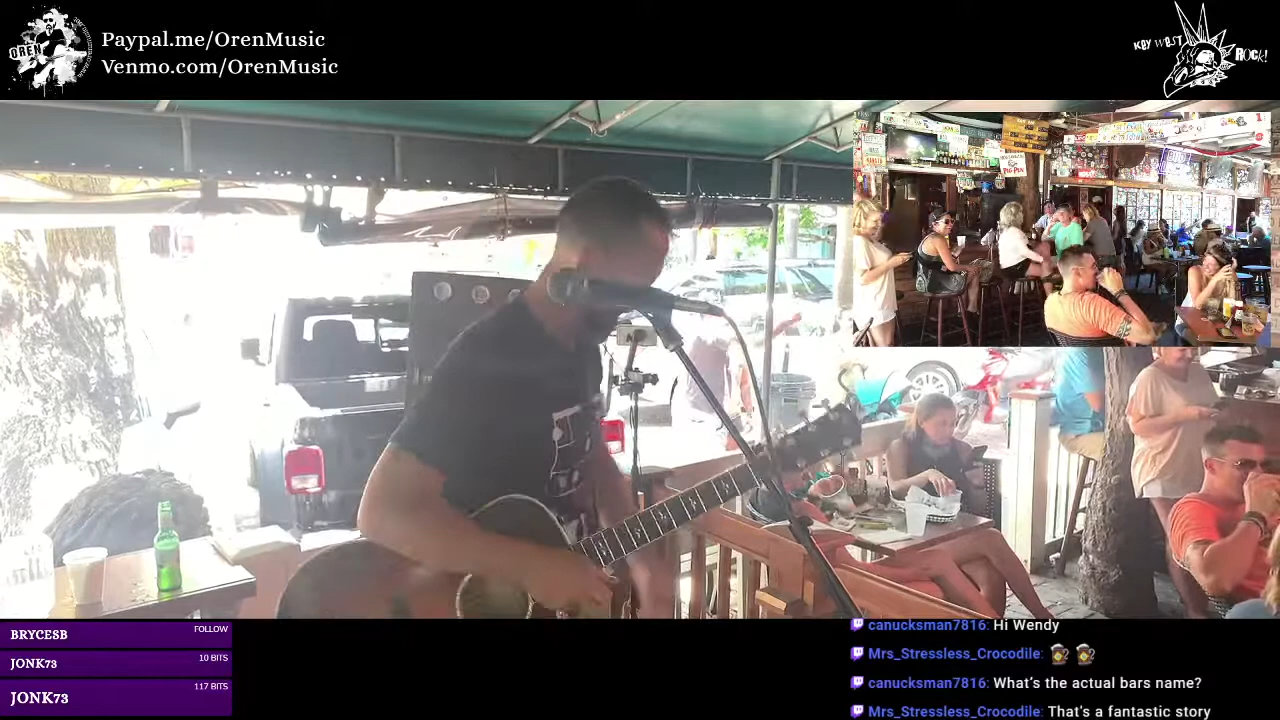 OREN
Paypal.me/OrenMusic
Venmo.com/OrenMusic
KEY WEST
ROCK!
BRYCESB
FOLLOW
JONK73
10 BITS
JONK73
117 BITS
canucksman7816: Hi Wendy
Mrs_Stressless_Crocodile:
canucksman7816: What's the actual bars name?
Mrs_Stressless_Crocodile: That's a fantastic story